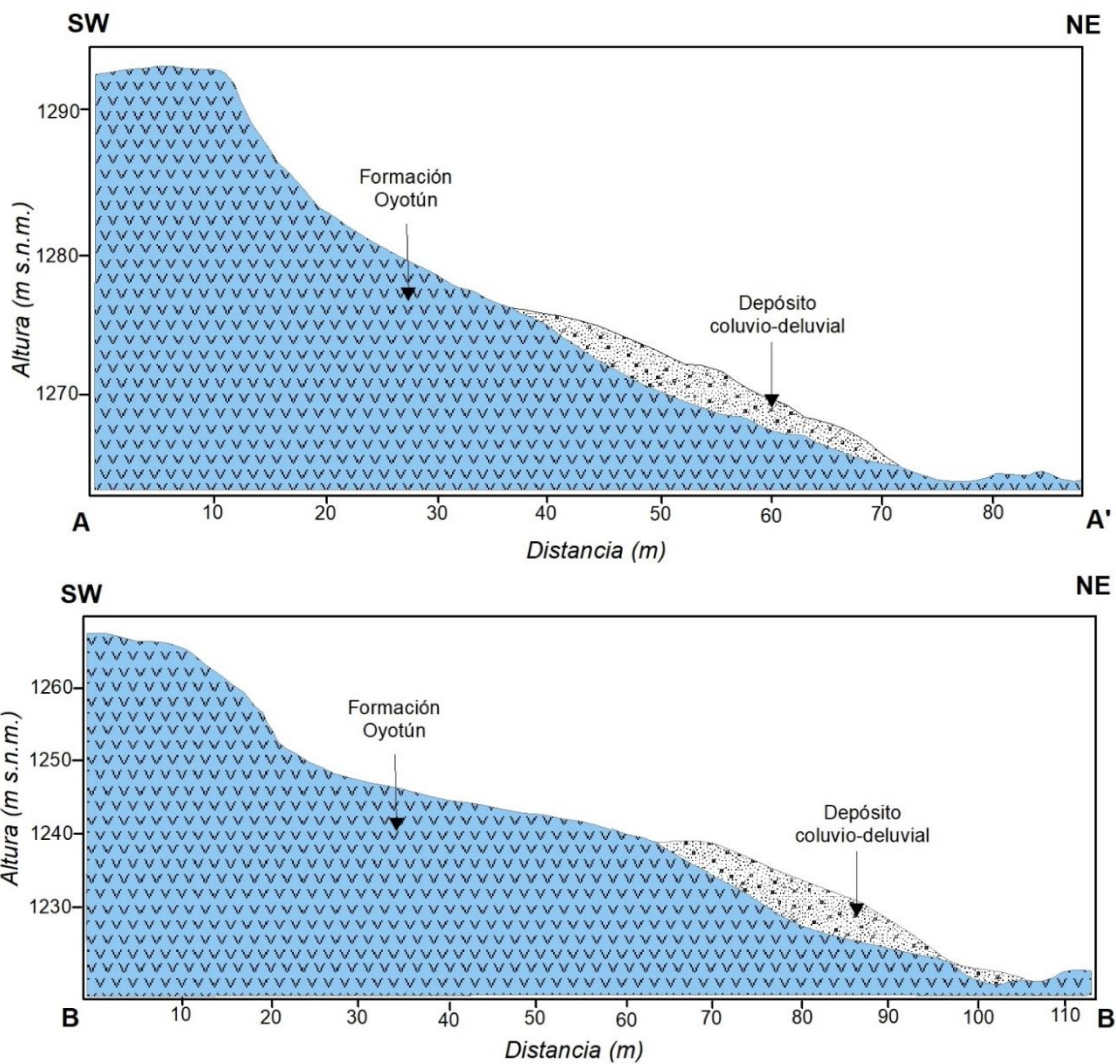 SW
NE
1290
1280
1270
Altura (m s.n.m.)
Formación
Oyotún
Depósito
coluvio-deluvial
10
20
30
40
50
60
70
80
A
A'
Distancia (m)
SW
NE
1260
1250
1240
1230
Altura (m s.n.m.)
Formación
Oyotún
Depósito
coluvio-deluvial
10
20
30
40
50
60
70
80
90
100
110
B
B
Distancia (m)